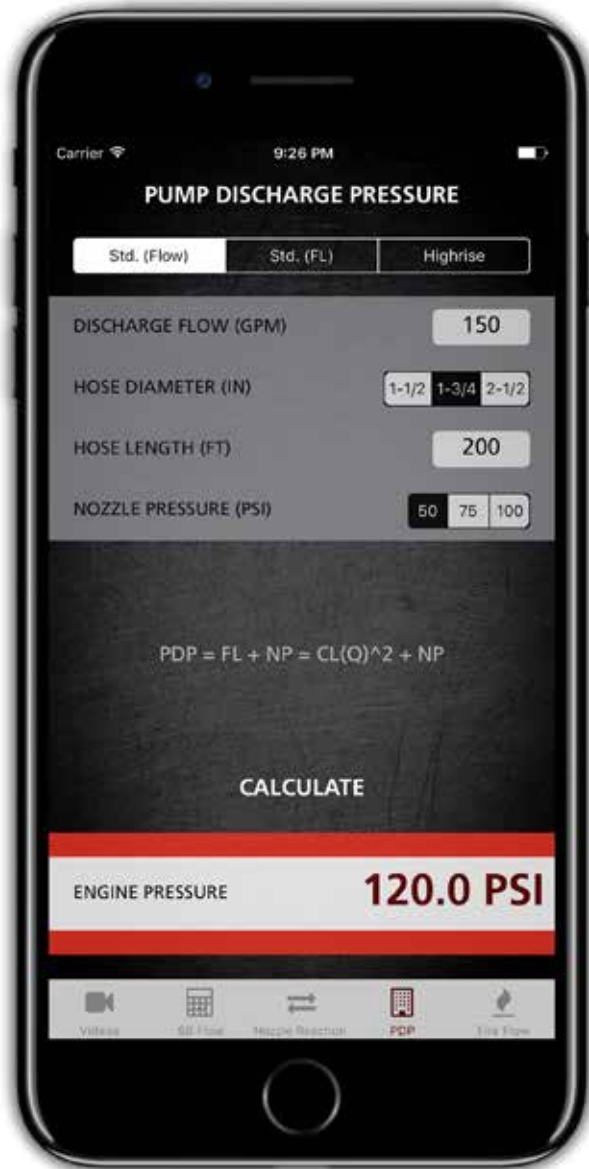 Carrier 9:26 PM
PUMP DISCHARGE PRESSURE
Std. (Flow) Std. (FL) Highrise
DISCHARGE FLOW (GPM) 150
HOSE DIAMETER (IN) 1-1/2 1-3/4 2-1/2
HOSE LENGTH (FT) 200
NOZZLE PRESSURE (PSI) 50 75 100
PDP = FL + NP = CL(Q)^2 + NP
CALCULATE
ENGINE PRESSURE 120.0 PSI
Videos SB Flow Nozzle Reaction PDP Fire Flow